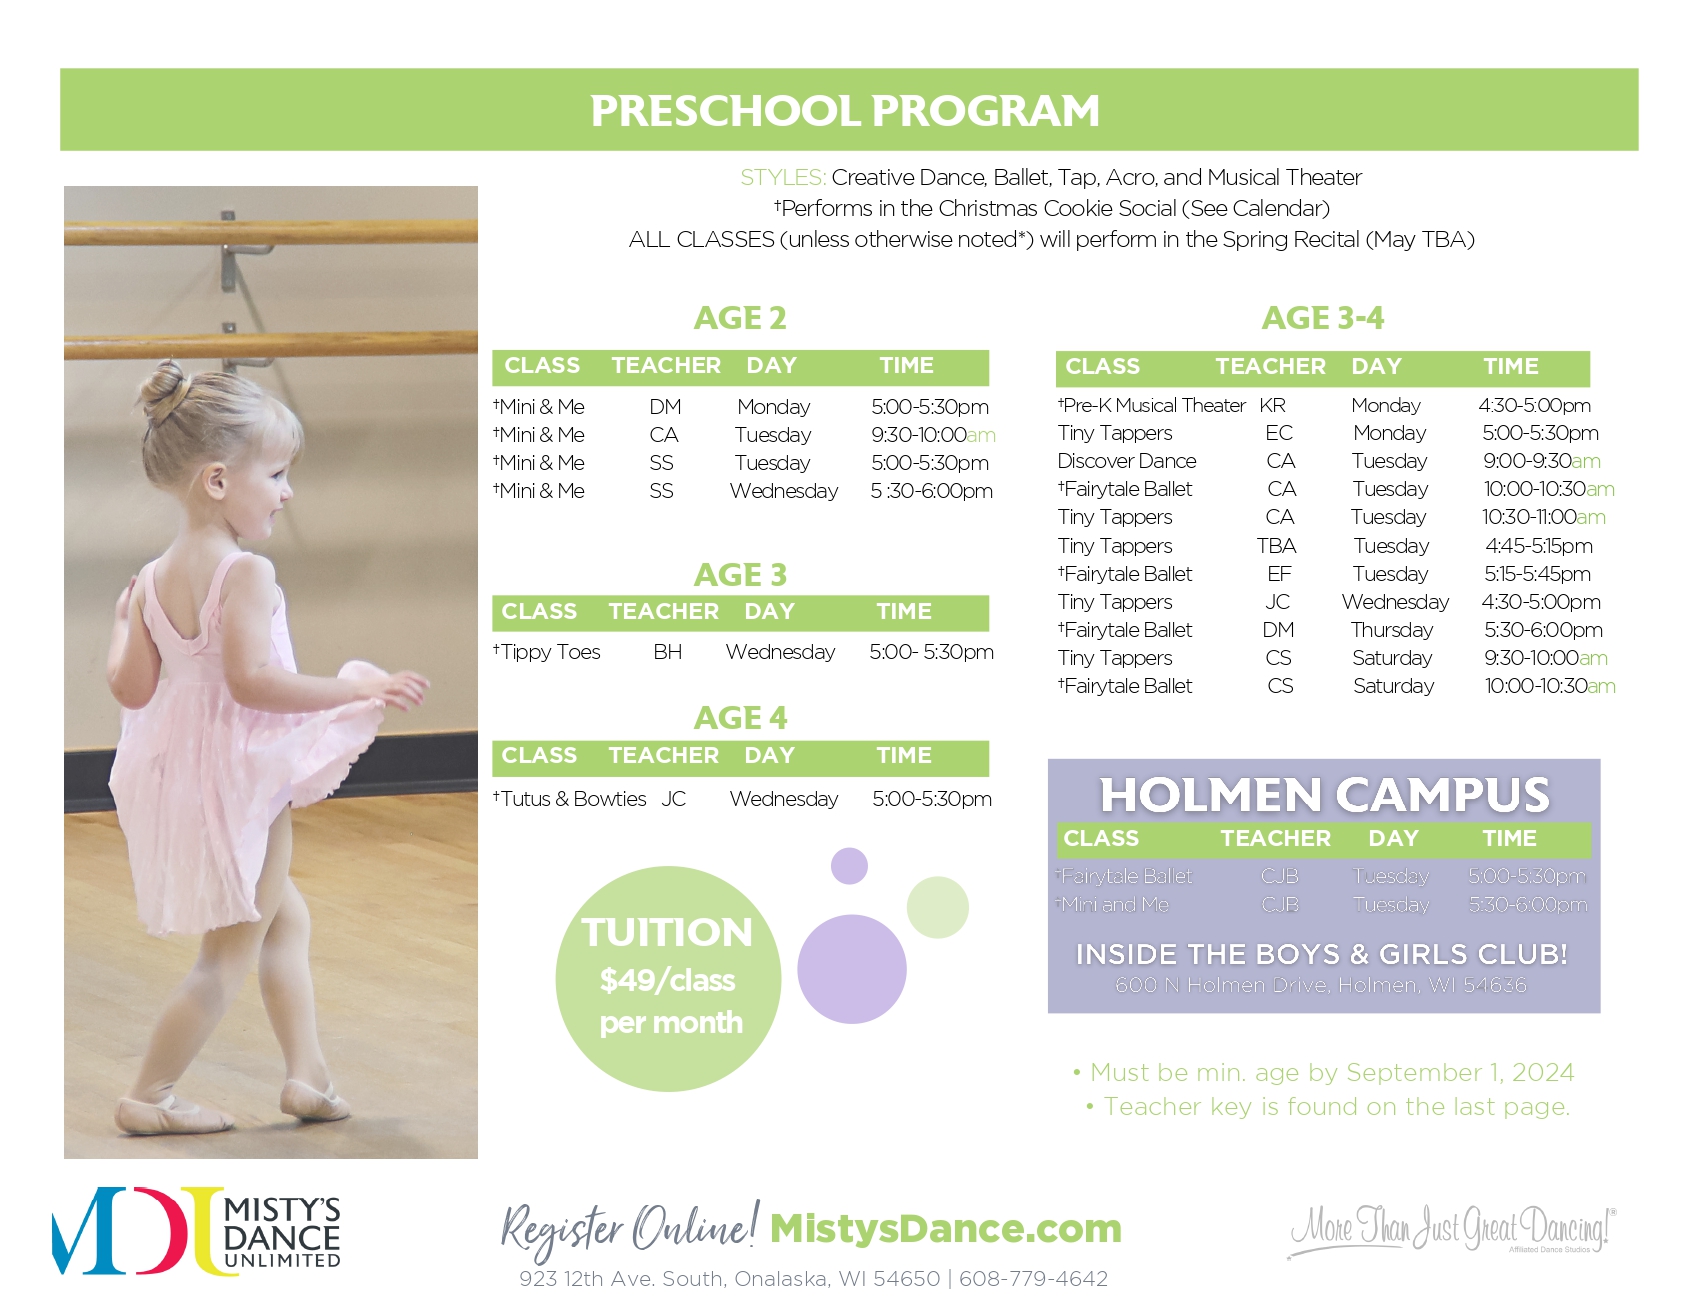 PRESCHOOL PROGRAM
STYLES: Creative Dance, Ballet, Tap, Acro, and Musical Theater
†Performs in the Christmas Cookie Social (See Calendar)
ALL CLASSES (unless otherwise noted*) will perform in the Spring Recital (May TBA)
AGE 2
CLASS TEACHER DAY TIME
†Mini & Me DM Monday 5:00-5:30pm
†Mini & Me CA Tuesday 9:30-10:00am
†Mini & Me SS Tuesday 5:00-5:30pm
†Mini & Me SS Wednesday 5 :30-6:00pm
AGE 3
CLASS TEACHER DAY TIME
†Tippy Toes BH Wednesday 5:00- 5:30pm
AGE 4
CLASS TEACHER DAY TIME
†Tutus & Bowties JC Wednesday 5:00-5:30pm
TUITION
$49/class
per month
AGE 3-4
CLASS TEACHER DAY TIME
†Pre-K Musical Theater KR Monday 4:30-5:00pm
Tiny Tappers EC Monday 5:00-5:30pm
Discover Dance CA Tuesday 9:00-9:30am
†Fairytale Ballet CA Tuesday 10:00-10:30am
Tiny Tappers CA Tuesday 10:30-11:00am
Tiny Tappers TBA Tuesday 4:45-5:15pm
†Fairytale Ballet EF Tuesday 5:15-5:45pm
Tiny Tappers JC Wednesday 4:30-5:00pm
†Fairytale Ballet DM Thursday 5:30-6:00pm
Tiny Tappers CS Saturday 9:30-10:00am
†Fairytale Ballet CS Saturday 10:00-10:30am
HOLMEN CAMPUS
CLASS TEACHER DAY TIME
†Fairytale Ballet CJB Tuesday 5:00-5:30pm
†Mini and Me CJB Tuesday 5:30-6:00pm
INSIDE THE BOYS & GIRLS CLUB!
600 N Holmen Drive, Holmen, WI 54636
• Must be min. age by September 1, 2024
• Teacher key is found on the last page.
MDU MISTY'S
DANCE
UNLIMITED
Register Online! MistysDance.com
923 12th Ave. South, Onalaska, WI 54650 | 608-779-4642
More Than Just Great Dancing!®
Affiliated Dance Studios